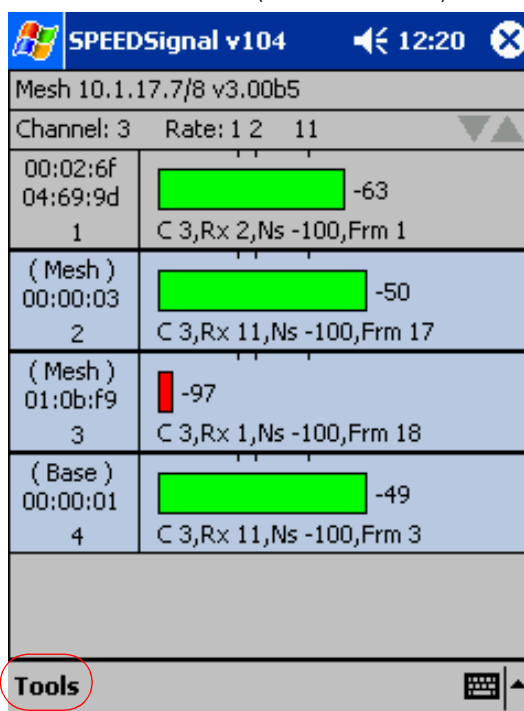 SPEEDSignal v104 12:20
Mesh 10.1.17.7/8 v3.00b5
Channel: 3 Rate: 1 2 11
00:02:6f
04:69:9d
1
-63
C 3,Rx 2,Ns -100,Frm 1
( Mesh )
00:00:03
2
-50
C 3,Rx 11,Ns -100,Frm 17
( Mesh )
01:0b:f9
3
-97
C 3,Rx 1,Ns -100,Frm 18
( Base )
00:00:01
4
-49
C 3,Rx 11,Ns -100,Frm 3
Tools